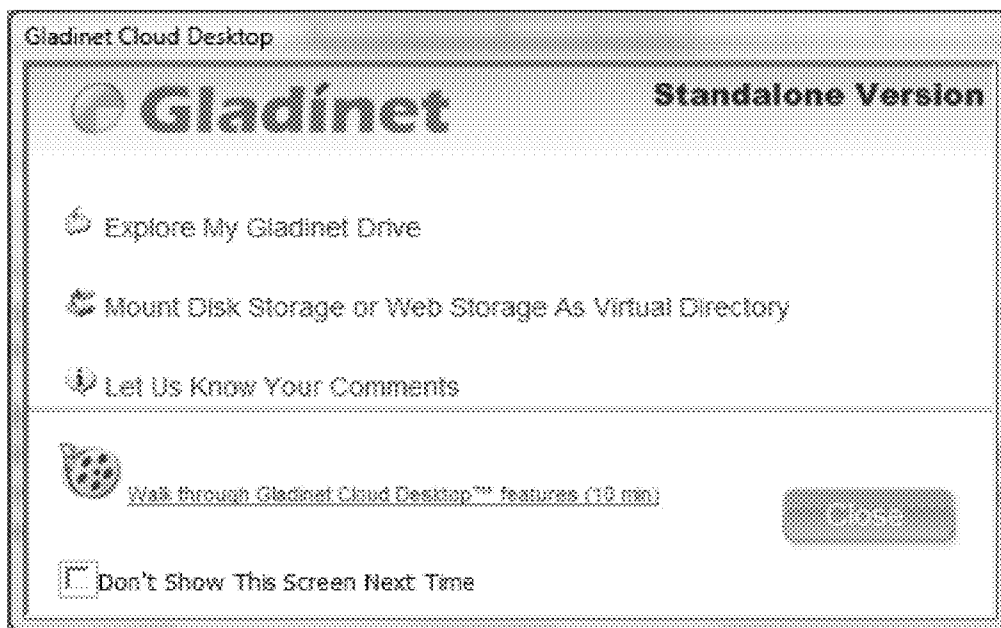 Gladinet Cloud Desktop
Gladinet
Standalone Version
Explore My Gladinet Drive
Mount Disk Storage or Web Storage As Virtual Directory
Let Us Know Your Comments
Walk through Gladinet Cloud Desktop™ features (10 min)
Don't Show This Screen Next Time